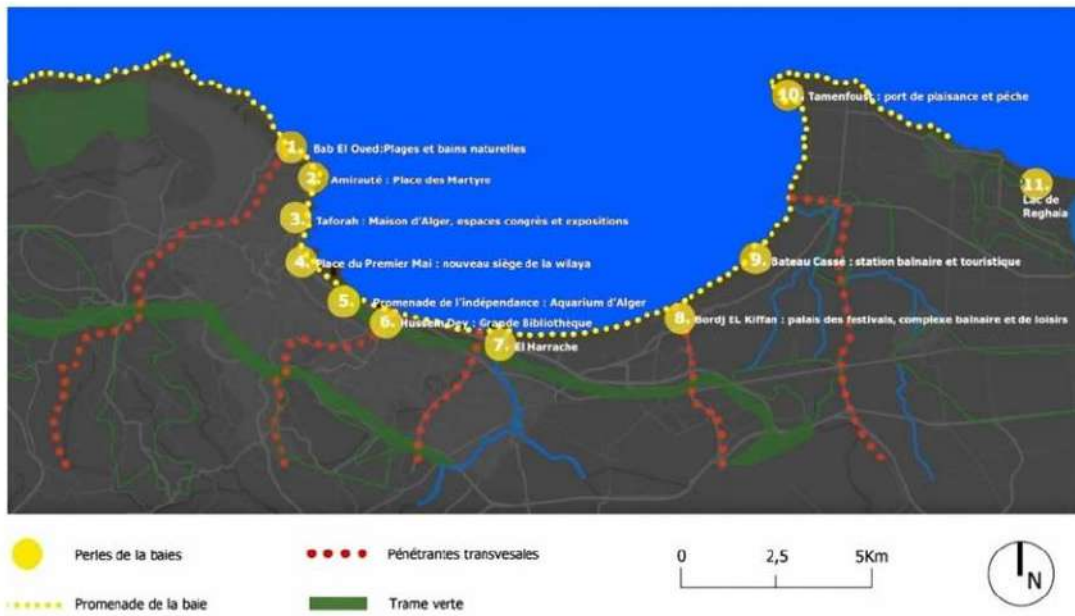 1. Bab El Oued:Plages et bains naturelles
2. Amirauté : Place des Martyre
3. Taforah : Maison d'Alger, espaces congrès et expositions
4. Place du Premier Mai : nouveau siège de la wilaya
5. Promenade de l'indépendance : Aquarium d'Alger
6. Hussein Dey : Grande Bibliothèque
7. El Harrache
8. Bordj EL Kiffan : palais des festivals, complexe balnaire et de loisirs
9. Bateau Cassé : station balnaire et touristique
10. Tamenfoust : port de plaisance et pêche
11.
Lac de
Reghaia
Perles de la baies
Pénétrantes transvesales
0 2,5 5Km
N
Promenade de la baie
Trame verte